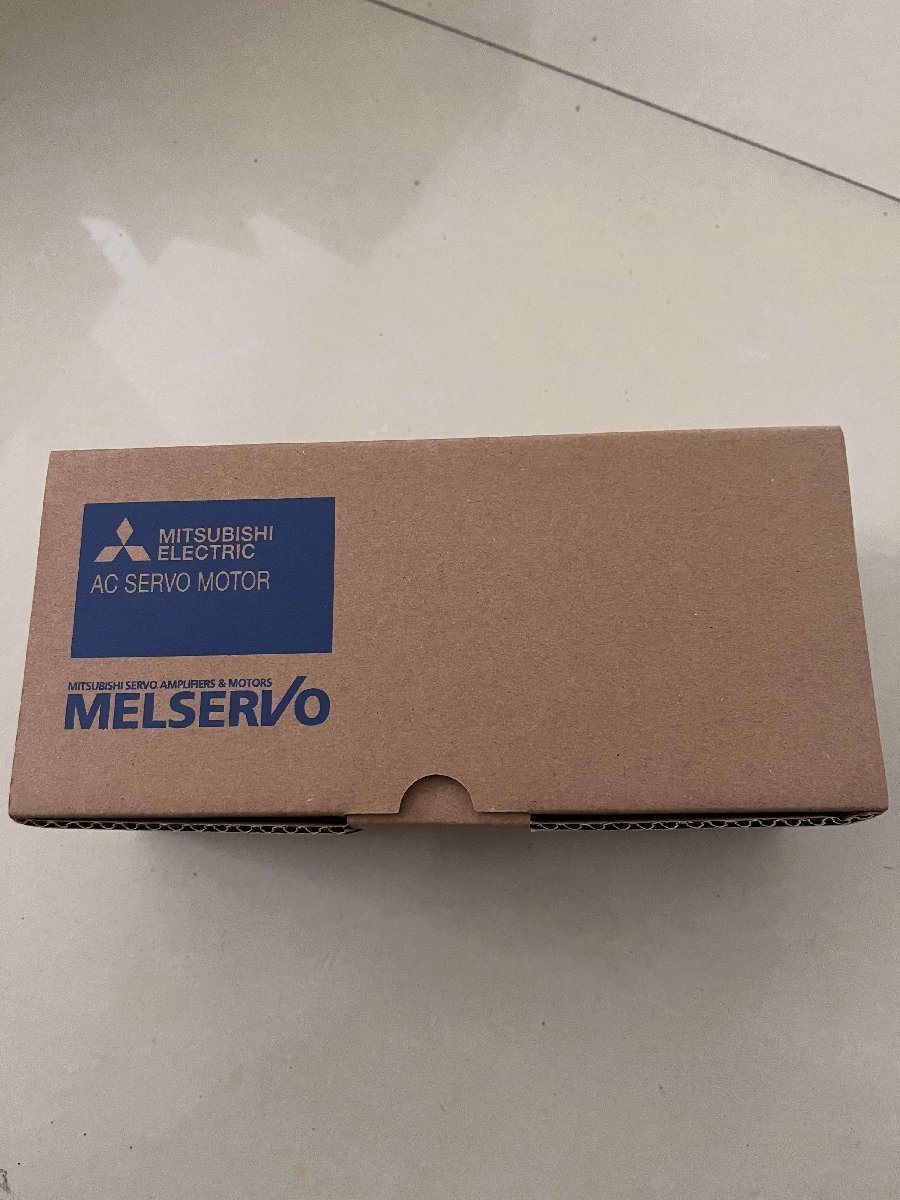 MITSUBISHI
ELECTRIC
AC SERVO MOTOR
MITSUBISHI SERVO AMPLIFIERS & MOTORS
MELSERVO